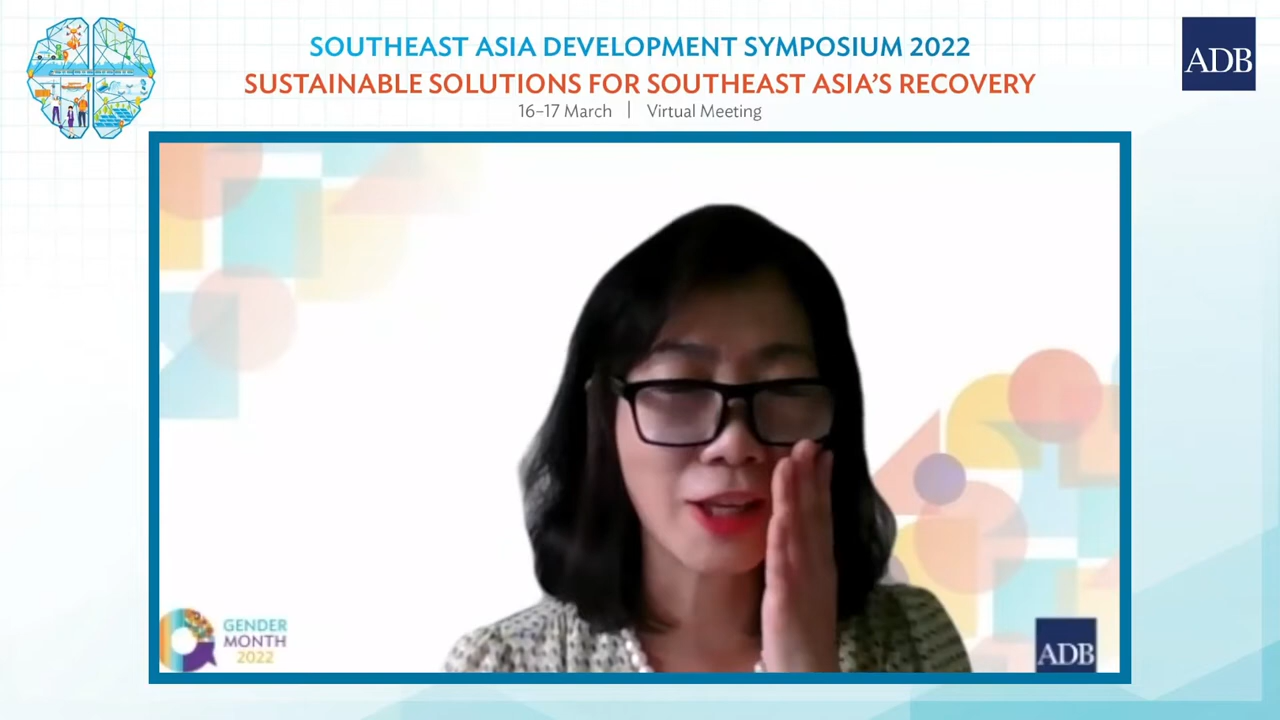 SOUTHEAST ASIA DEVELOPMENT SYMPOSIUM 2022
SUSTAINABLE SOLUTIONS FOR SOUTHEAST ASIA'S RECOVERY
16–17 March | Virtual Meeting
ADB
GENDER
MONTH
2022
ADB